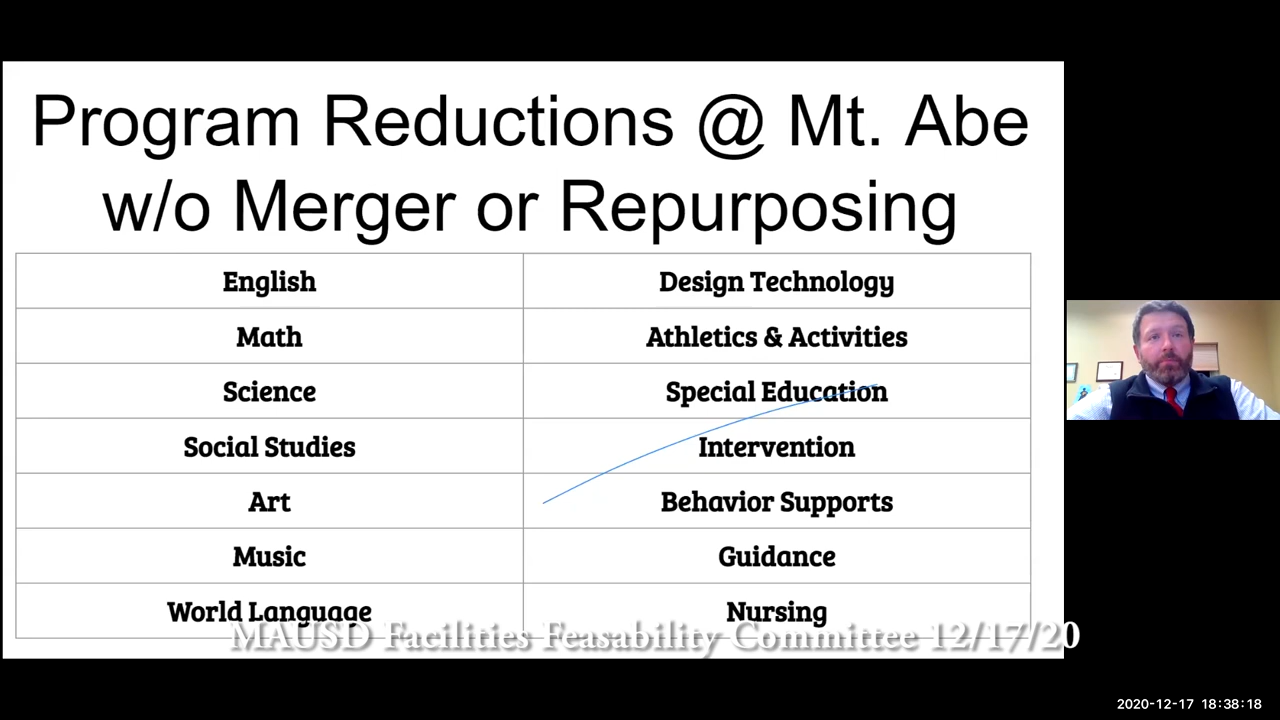 Program Reductions @ Mt. Abe
w/o Merger or Repurposing
English
Design Technology
Math
Athletics & Activities
Science
Special Education
Social Studies
Intervention
Art
Behavior Supports
Music
Guidance
World Language
Nursing
MAUSD Facilities Feasability Committee 12/17/20
2020-12-17 18:38:18